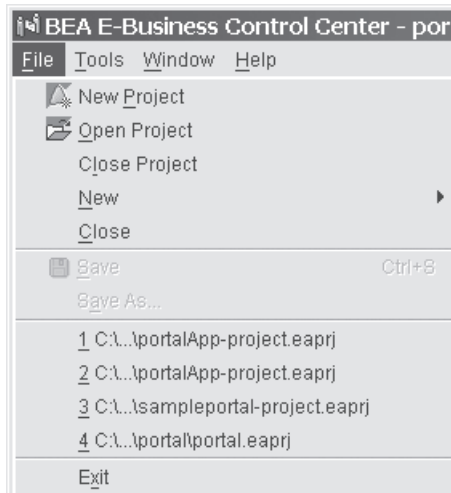 BEA E-Business Control Center - por
File Tools Window Help
New Project
Open Project
Close Project
New
Close
Save Ctrl+S
Save As...
1 C:\...\portalApp-project.eaprj
2 C:\...\portalApp-project.eaprj
3 C:\...\sampleportal-project.eaprj
4 C:\...\portal\portal.eaprj
Exit